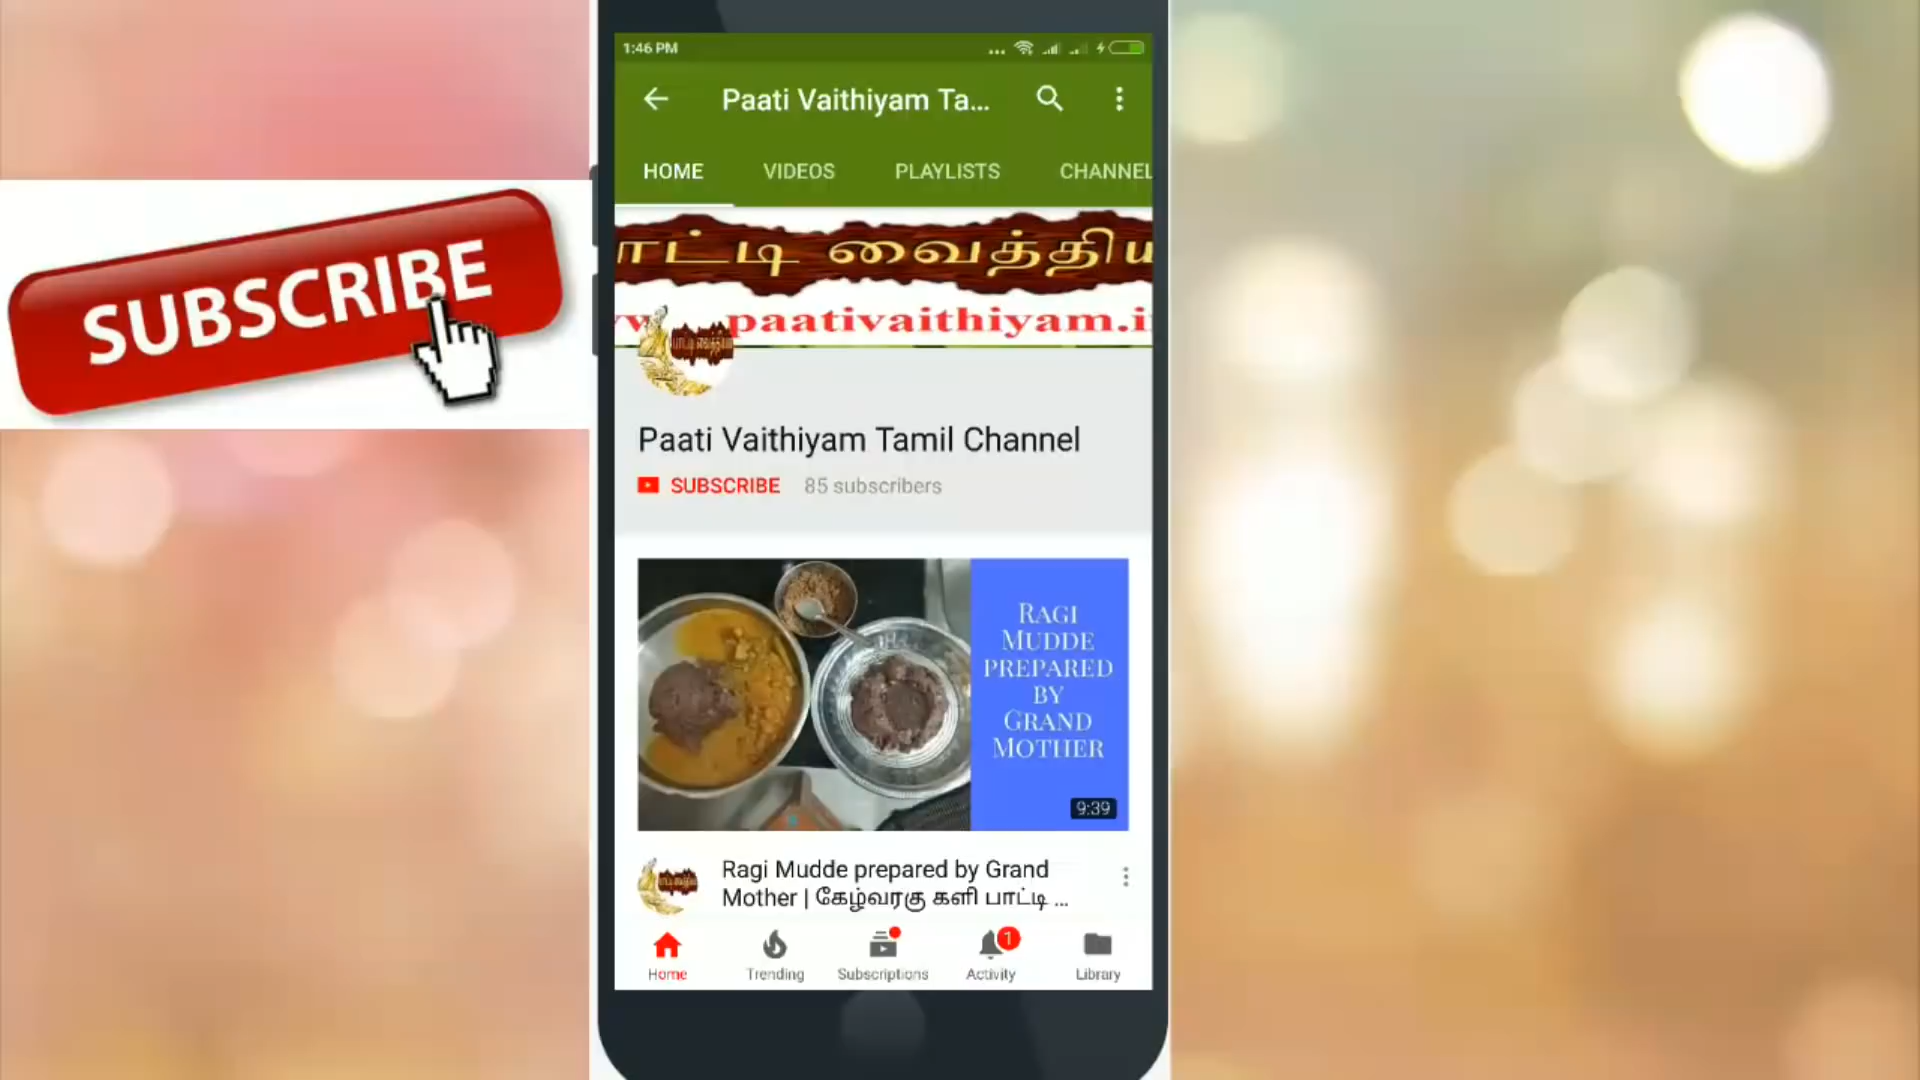 1:46 PM
Paati Vaithiyam Ta...
HOME VIDEOS PLAYLISTS CHANNEL
SUBSCRIBE
ாட்டி வைத்திய
paativaithiyam.i
Paati Vaithiyam Tamil Channel
SUBSCRIBE 85 subscribers
RAGI
MUDDE
PREPARED
BY
GRAND
MOTHER
9:39
Ragi Mudde prepared by Grand
Mother | கேழ்வரகு களி பாட்டி ...
1
Home Trending Subscriptions Activity Library